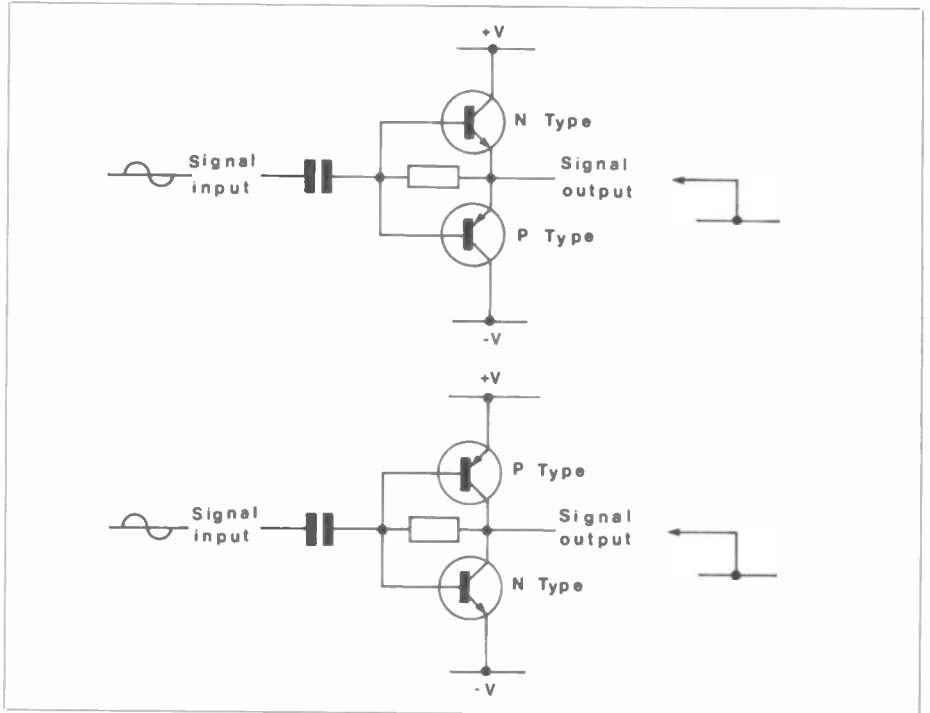 +V
N Type
Signal
input
Signal
output
P Type
-V
+V
P Type
Signal
input
Signal
output
N Type
-V